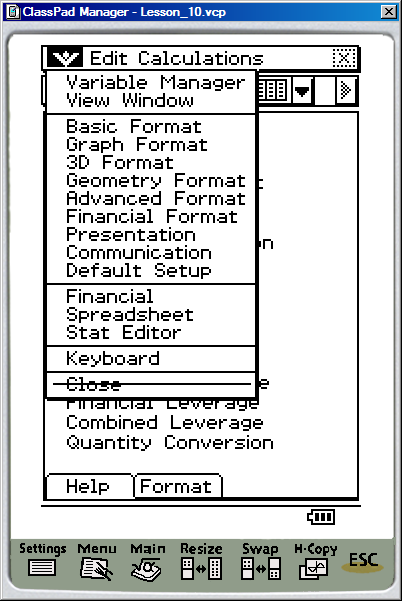 ClassPad Manager - Lesson_10.vcp
Edit Calculations
Variable Manager
View Window
Basic Format
Graph Format
3D Format
Geometry Format
Advanced Format
Financial Format
Presentation
Communication
Default Setup
Financial
Spreadsheet
Stat Editor
Keyboard
Close
Financial Leverage
Combined Leverage
Quantity Conversion
Help Format
Settings Menu Main Resize Swap H-Copy ESC